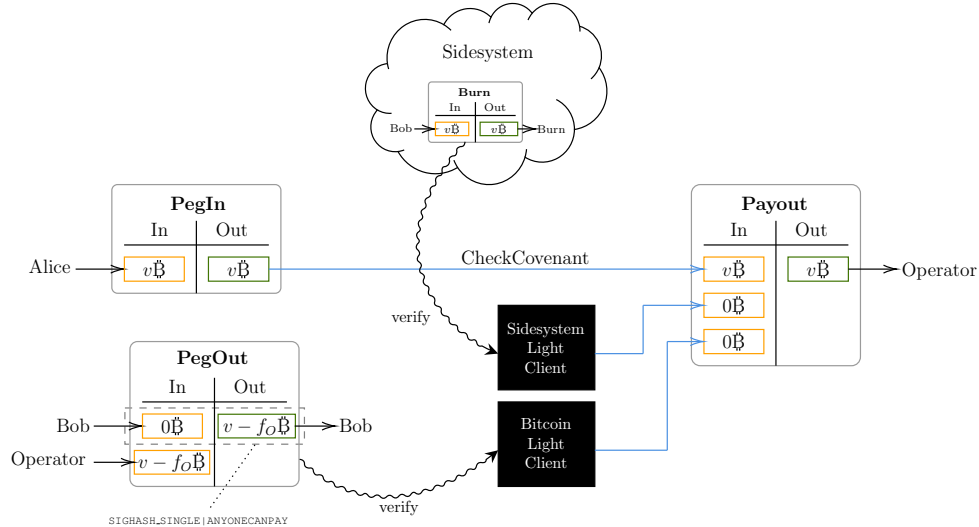 Sidesystem
Burn
In Out
Bob v₿ v₿ Burn
PegIn
In Out
Alice v₿ v₿
CheckCovenant
Payout
In Out
v₿ v₿ Operator
0₿
0₿
verify
Sidesystem
Light
Client
PegOut
In Out
Bob 0₿ v − f_O₿ Bob
Operator v − f_O₿
Bitcoin
Light
Client
verify
SIGHASH_SINGLE|ANYONECANPAY